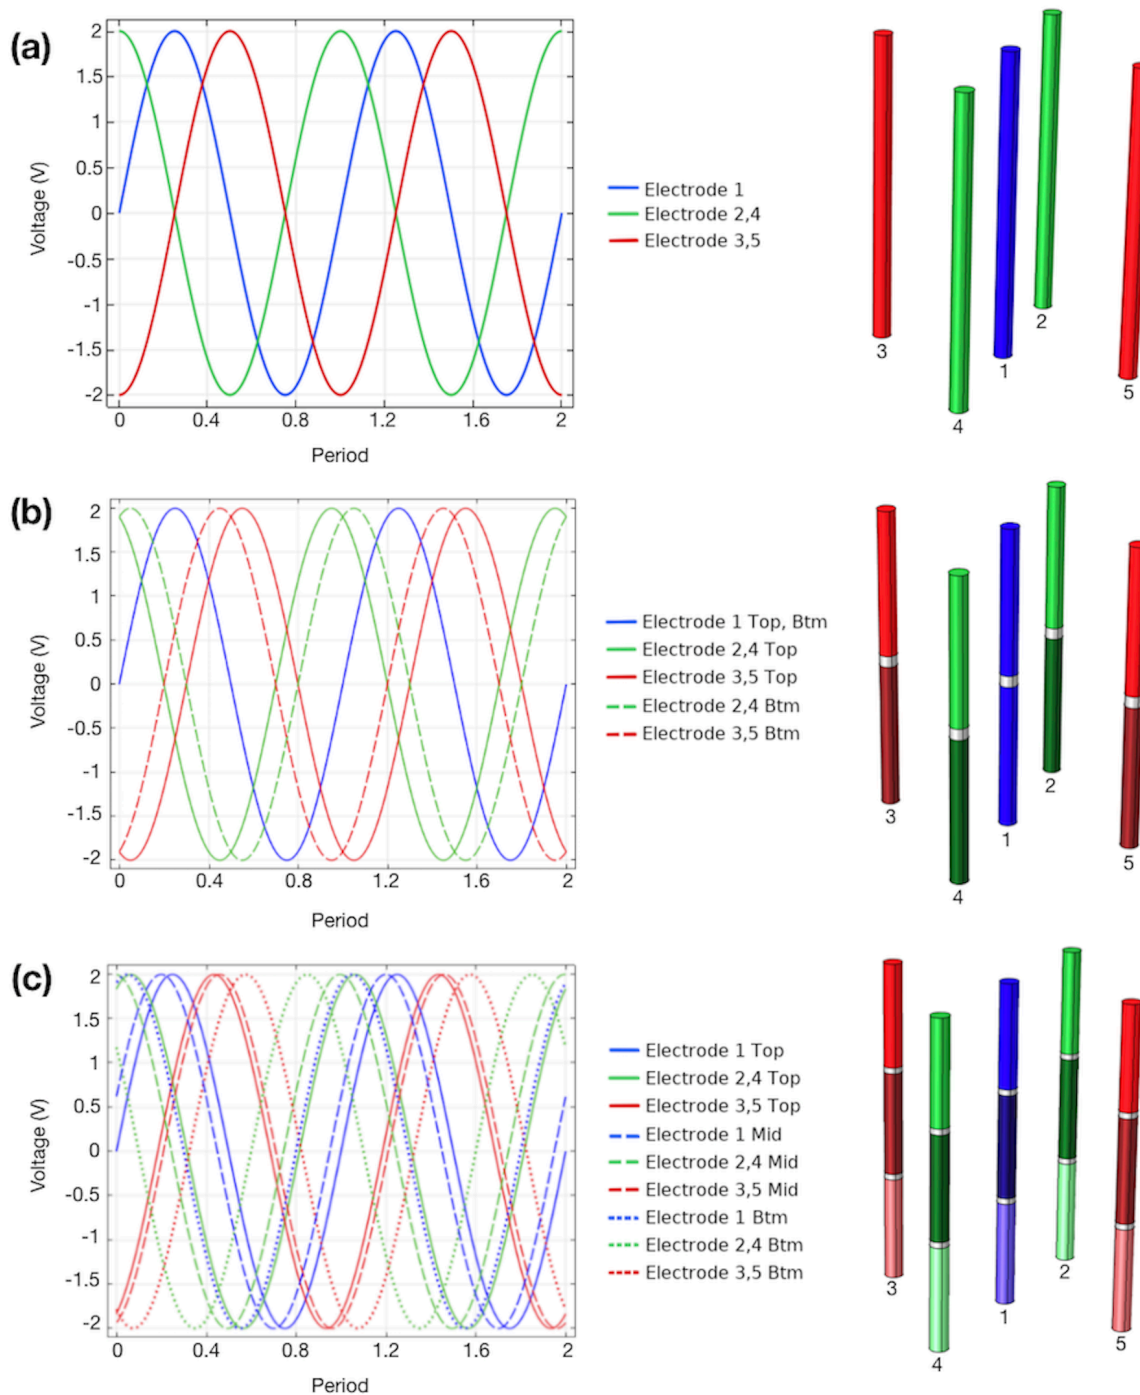 (a)
Voltage (V)
2
1.5
1
0.5
0
-0.5
-1
-1.5
-2
0 0.4 0.8 1.2 1.6 2
Period
Electrode 1
Electrode 2,4
Electrode 3,5
3
4
1
2
5
(b)
Voltage (V)
2
1.5
1
0.5
0
-0.5
-1
-1.5
-2
0 0.4 0.8 1.2 1.6 2
Period
Electrode 1 Top, Btm
Electrode 2,4 Top
Electrode 3,5 Top
Electrode 2,4 Btm
Electrode 3,5 Btm
3
4
1
2
5
(c)
Voltage (V)
2
1.5
1
0.5
0
-0.5
-1
-1.5
-2
0 0.4 0.8 1.2 1.6 2
Period
Electrode 1 Top
Electrode 2,4 Top
Electrode 3,5 Top
Electrode 1 Mid
Electrode 2,4 Mid
Electrode 3,5 Mid
Electrode 1 Btm
Electrode 2,4 Btm
Electrode 3,5 Btm
3
4
1
2
5